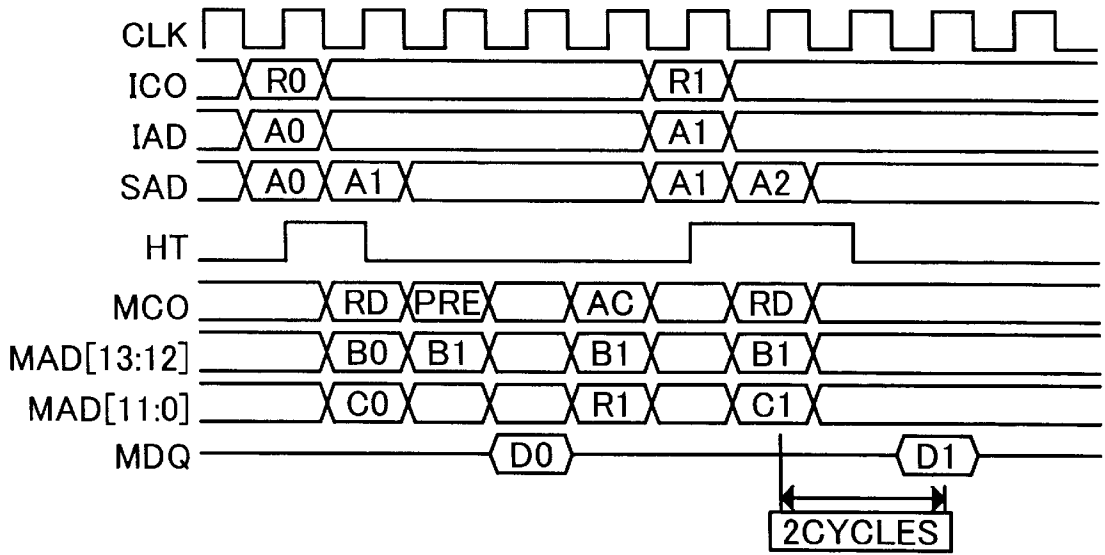 CLK
ICO R0 R1
IAD A0 A1
SAD A0 A1 A1 A2
HT
MCO RD PRE AC RD
MAD[13:12] B0 B1 B1 B1
MAD[11:0] C0 R1 C1
MDQ D0 D1
2CYCLES